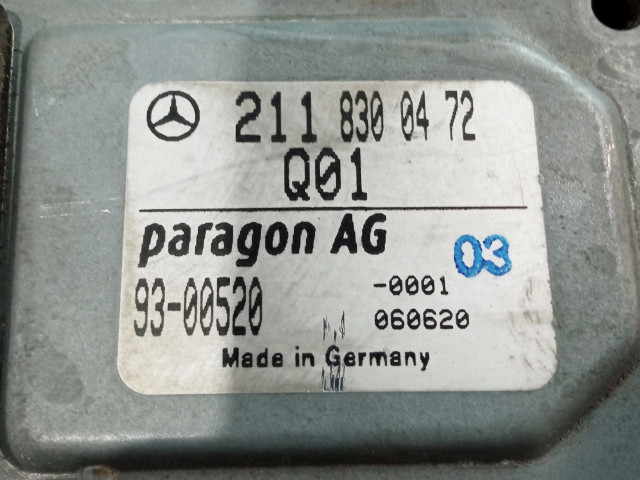 211 830 04 72
Q01
paragon AG
03
93-00520
-0001
060620
Made in Germany